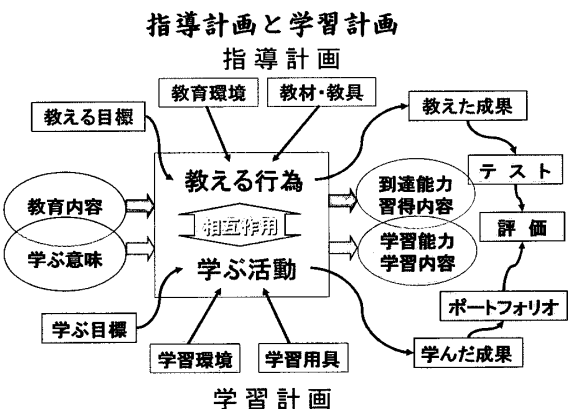 指導計画と学習計画
指導計画
教育環境
教材・教具
教える目標
教えた成果
教える行為
テスト
到達能力
習得内容
教育内容
相互作用
評価
学ぶ意味
学習能力
学習内容
学ぶ活動
ポートフォリオ
学ぶ目標
学習環境
学習用具
学んだ成果
学習計画